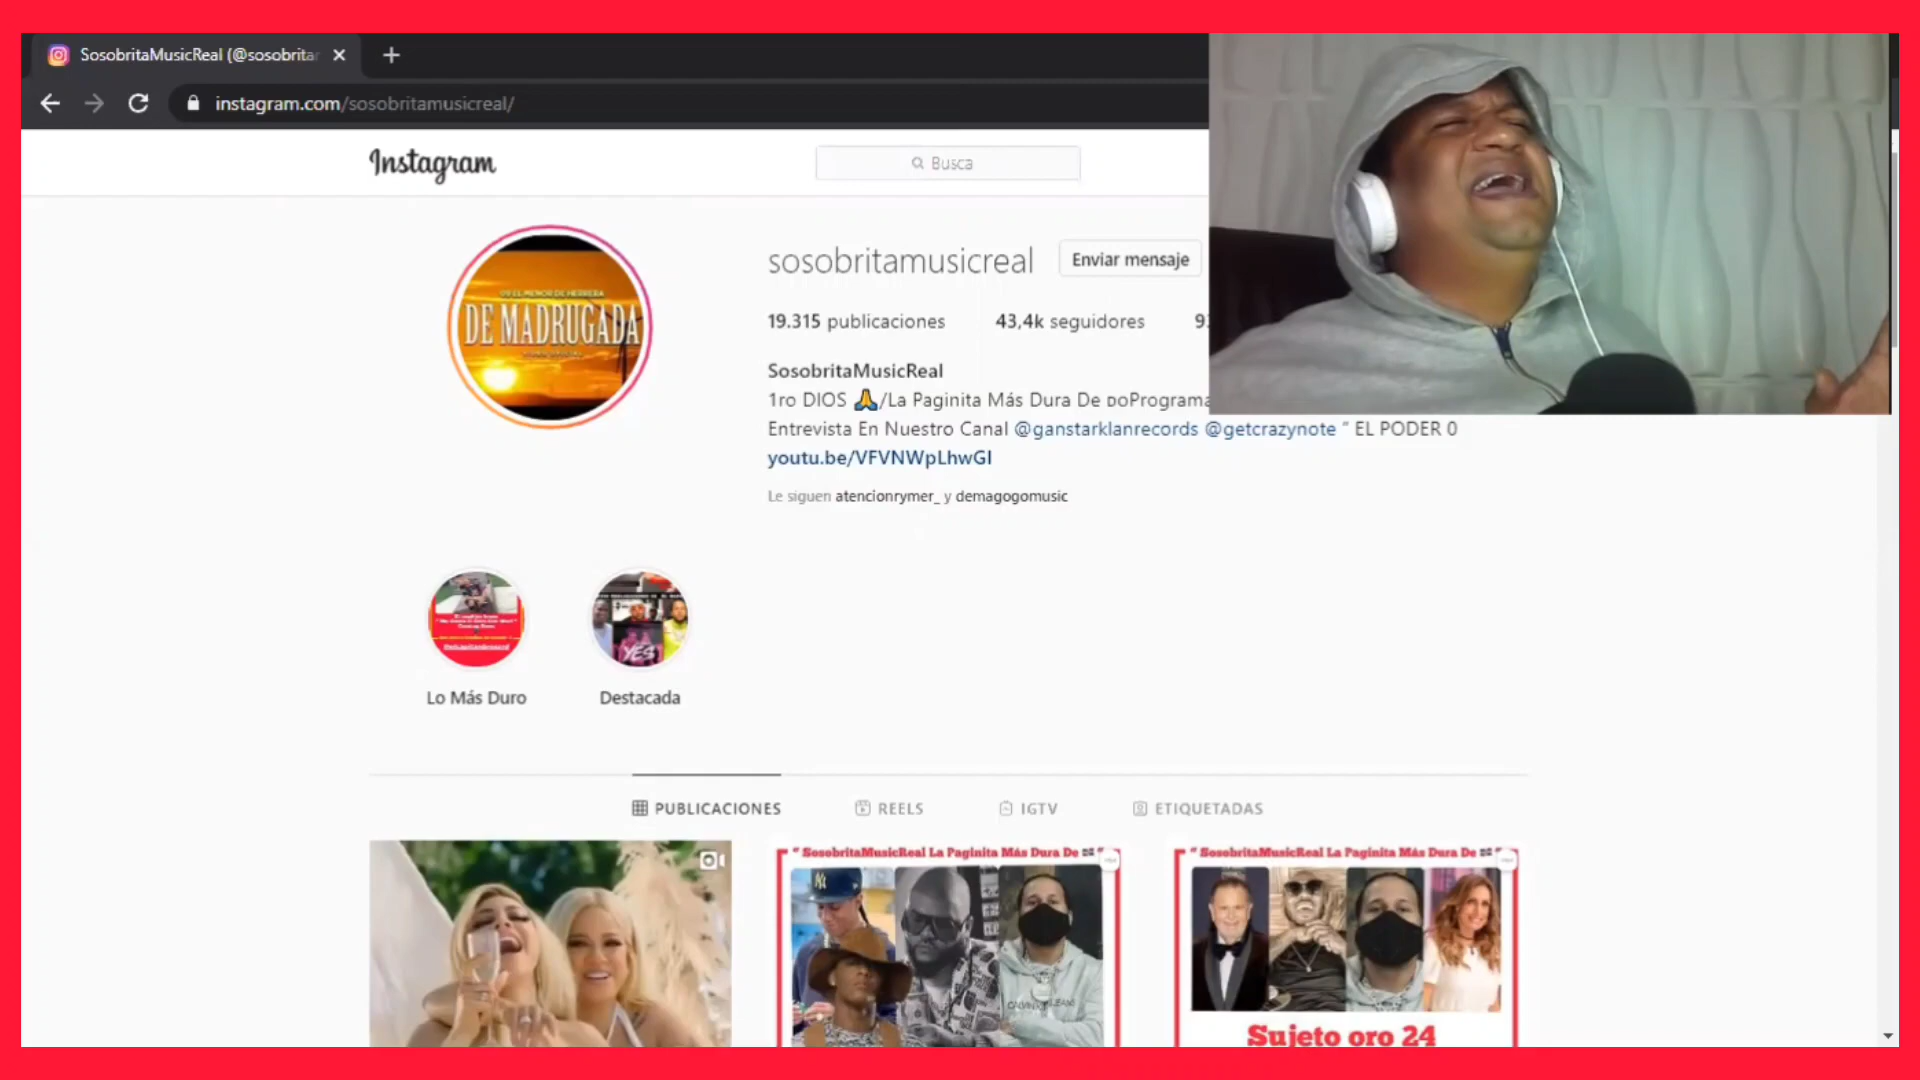 SosobritaMusicReal (@sosobrita
instagram.com/sosobritamusicreal/
Instagram
Busca
sosobritamusicreal
Enviar mensaje
19.315 publicaciones 43,4k seguidores 9
SosobritaMusicReal
1ro DIOS 🙏/La Paginita Más Dura De poPrograma
Entrevista En Nuestro Canal @ganstarklanrecords @getcrazynote " EL PODER 0
youtu.be/VFVNWpLhwGI
Le siguen atencionrymer_ y demagogomusic
DE MADRUGADA
YES
Lo Más Duro
Destacada
PUBLICACIONES
REELS
IGTV
ETIQUETADAS
" SosobritaMusicReal La Paginita Más Dura De
" SosobritaMusicReal La Paginita Más Dura De
Sujeto oro 24